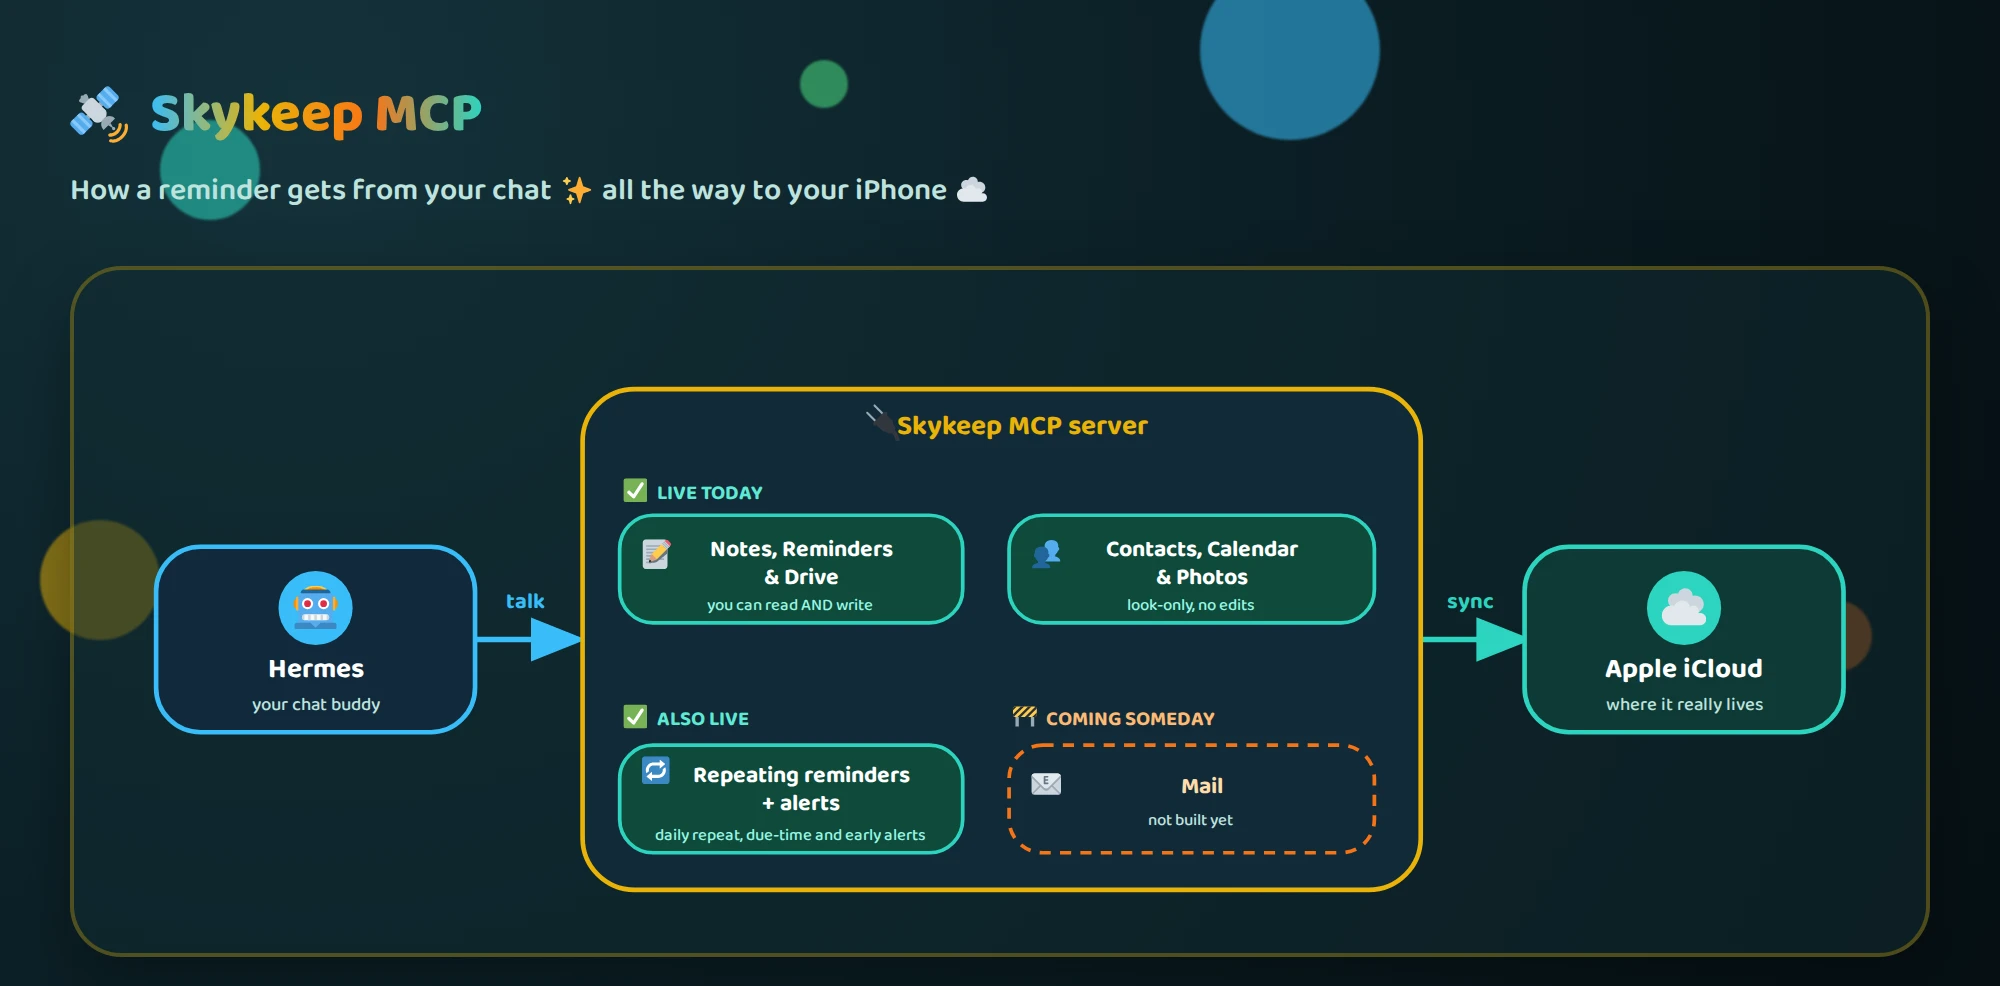 Skykeep MCP
How a reminder gets from your chat ✨ all the way to your iPhone ☁️
Skykeep MCP server
LIVE TODAY
Notes, Reminders
& Drive
you can read AND write
Contacts, Calendar
& Photos
look-only, no edits
talk
sync
Hermes
your chat buddy
Apple iCloud
where it really lives
ALSO LIVE
Repeating reminders
+ alerts
daily repeat, due-time and early alerts
COMING SOMEDAY
Mail
not built yet